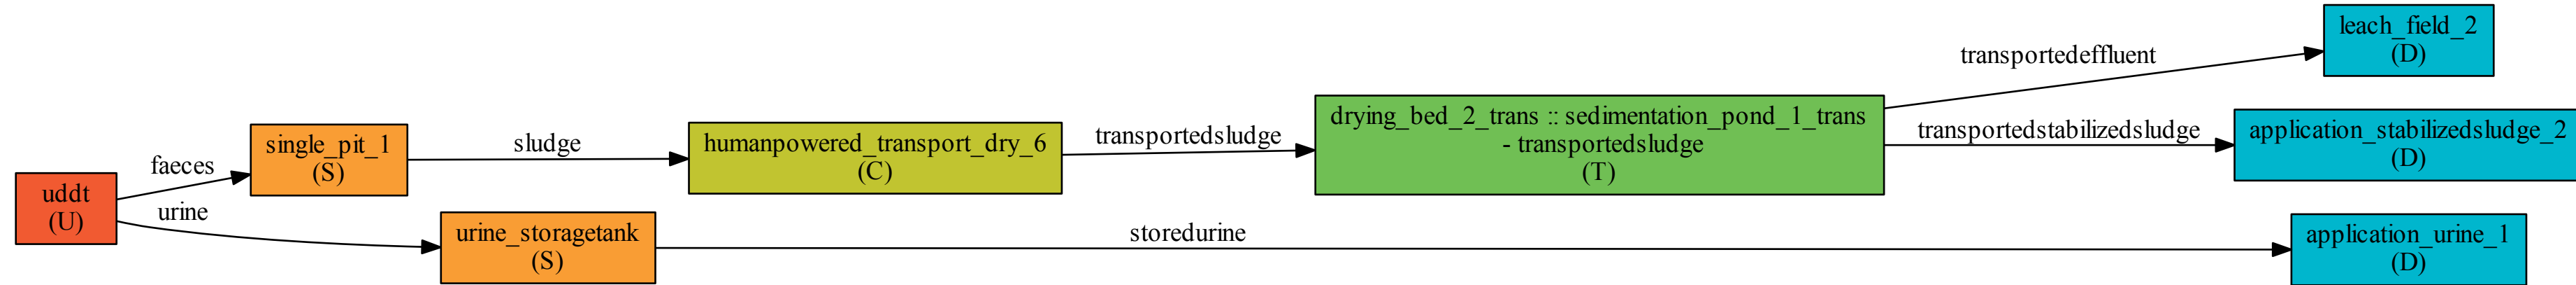 uddt
(U)
faeces
urine
single_pit_1
(S)
urine_storagetank
(S)
sludge
humanpowered_transport_dry_6
(C)
transportedsludge
drying_bed_2_trans :: sedimentation_pond_1_trans
- transportedsludge
(T)
storedurine
transportedeffluent
transportedstabilizedsludge
leach_field_2
(D)
application_stabilizedsludge_2
(D)
application_urine_1
(D)